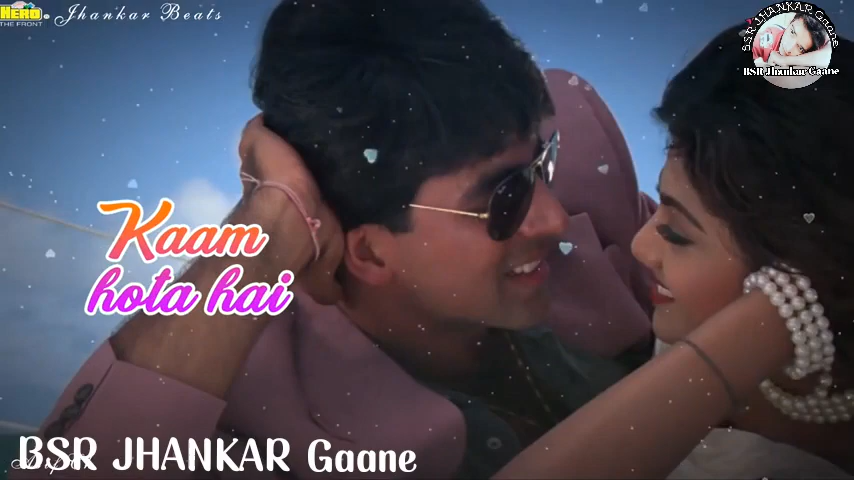 HERO
THE FRONT
Jhankar Beats
BSR JHANKAR Gaane
BSR Jhankar Gaane
Kaam
hota hai
BSR JHANKAR Gaane